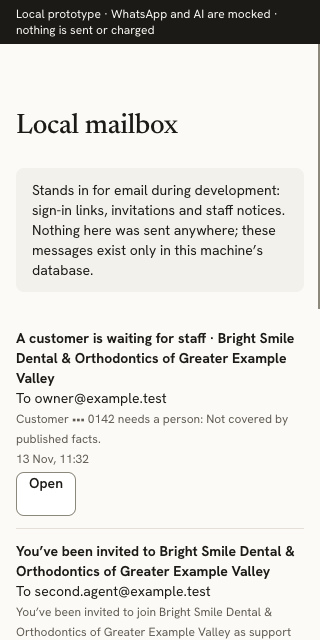 Local prototype · WhatsApp and AI are mocked ·
nothing is sent or charged
Local mailbox
Stands in for email during development:
sign-in links, invitations and staff notices.
Nothing here was sent anywhere; these
messages exist only in this machine’s
database.
A customer is waiting for staff · Bright Smile
Dental & Orthodontics of Greater Example
Valley
To owner@example.test
Customer ••• 0142 needs a person: Not covered by
published facts.
13 Nov, 11:32
Open
You’ve been invited to Bright Smile Dental &
Orthodontics of Greater Example Valley
To second.agent@example.test
You’ve been invited to join Bright Smile Dental &
Orthodontics of Greater Example Valley as support